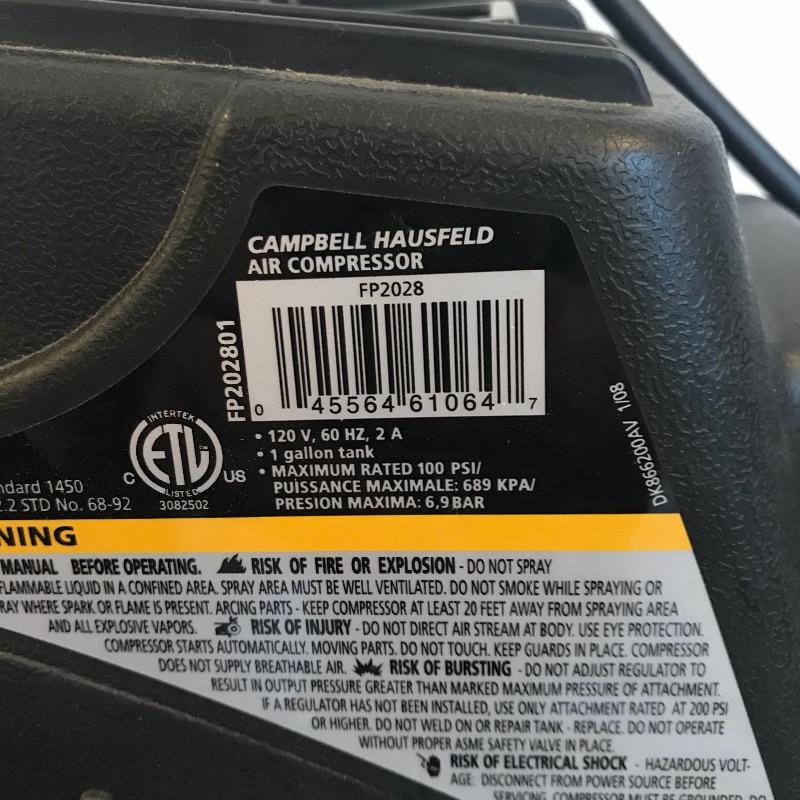 CAMPBELL HAUSFELD
AIR COMPRESSOR
FP2028
FP202801
0 45564 61064 7
• 120 V, 60 HZ, 2 A
• 1 gallon tank
• MAXIMUM RATED 100 PSI/
PUISSANCE MAXIMALE: 689 KPA/
PRESION MAXIMA: 6,9 BAR
INTERTEK
ETL
C US
LISTED
3082502
1450
STD No. 68-92
DK866200AV 1/08
NING
MANUAL BEFORE OPERATING. RISK OF FIRE OR EXPLOSION - DO NOT SPRAY
FLAMMABLE LIQUID IN A CONFINED AREA. SPRAY AREA MUST BE WELL VENTILATED. DO NOT SMOKE WHILE SPRAYING OR
RAY WHERE SPARK OR FLAME IS PRESENT. ARCING PARTS - KEEP COMPRESSOR AT LEAST 20 FEET AWAY FROM SPRAYING AREA
AND ALL EXPLOSIVE VAPORS. RISK OF INJURY - DO NOT DIRECT AIR STREAM AT BODY. USE EYE PROTECTION.
COMPRESSOR STARTS AUTOMATICALLY. MOVING PARTS. DO NOT TOUCH. KEEP GUARDS IN PLACE. COMPRESSOR
DOES NOT SUPPLY BREATHABLE AIR. RISK OF BURSTING - DO NOT ADJUST REGULATOR TO
RESULT IN OUTPUT PRESSURE GREATER THAN MARKED MAXIMUM PRESSURE OF ATTACHMENT.
IF A REGULATOR HAS NOT BEEN INSTALLED, USE ONLY ATTACHMENT RATED AT 200 PSI
OR HIGHER. DO NOT WELD ON OR REPAIR TANK - REPLACE. DO NOT OPERATE
WITHOUT PROPER ASME SAFETY VALVE IN PLACE.
RISK OF ELECTRICAL SHOCK - HAZARDOUS VOLT-
AGE: DISCONNECT FROM POWER SOURCE BEFORE
SERVICING. COMPRESSOR MUST BE GROUNDED. DO